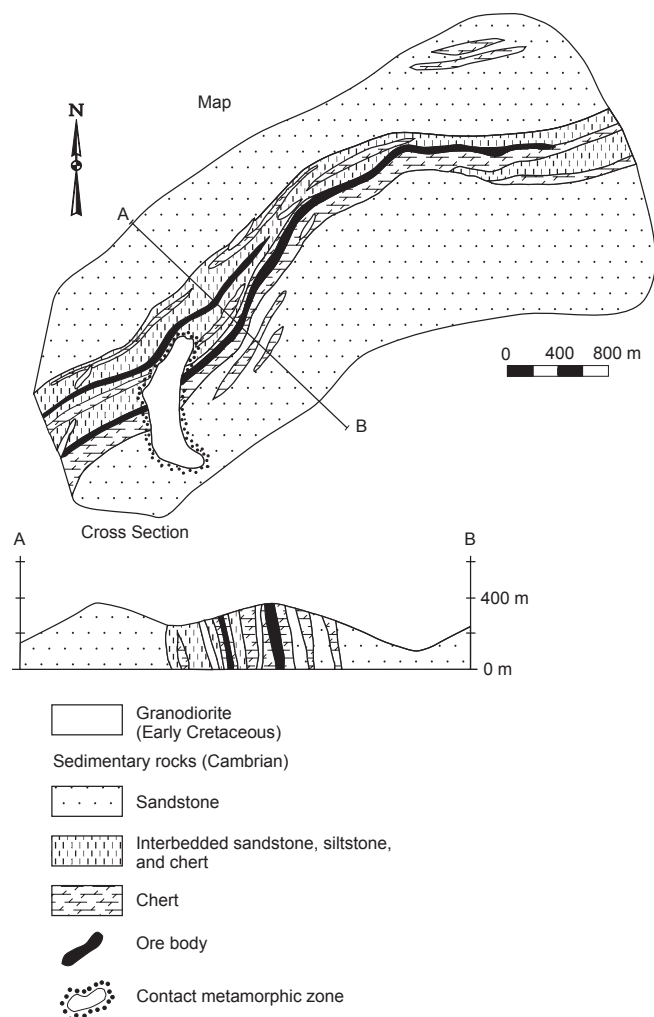 Map
N
A
B
0 400 800 m
Cross Section
A B
400 m
0 m
Granodiorite
(Early Cretaceous)
Sedimentary rocks (Cambrian)
Sandstone
Interbedded sandstone, siltstone,
and chert
Chert
Ore body
Contact metamorphic zone